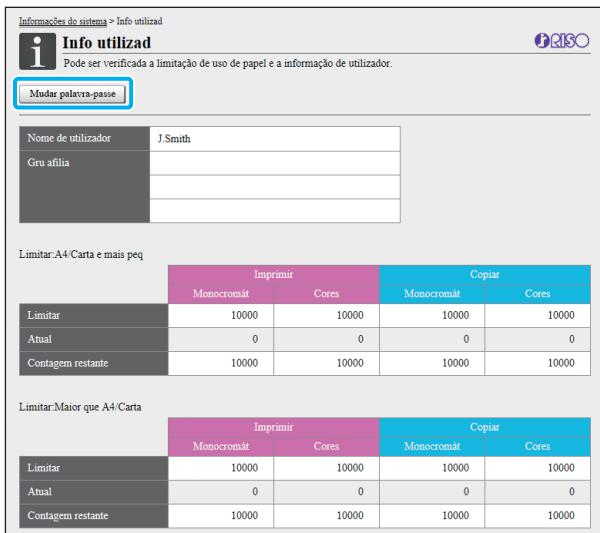 Informações do sistema > Info utilizad
Info utilizad
RISO
Pode ser verificada a limitação de uso de papel e a informação de utilizador.
Mudar palavra-passe
Nome de utilizador J.Smith
Gru afilia
Limitar:A4/Carta e mais peq
Imprimir Copiar
Monocromát Cores Monocromát Cores
Limitar 10000 10000 10000 10000
Atual 0 0 0 0
Contagem restante 10000 10000 10000 10000
Limitar:Maior que A4/Carta
Imprimir Copiar
Monocromát Cores Monocromát Cores
Limitar 10000 10000 10000 10000
Atual 0 0 0 0
Contagem restante 10000 10000 10000 10000